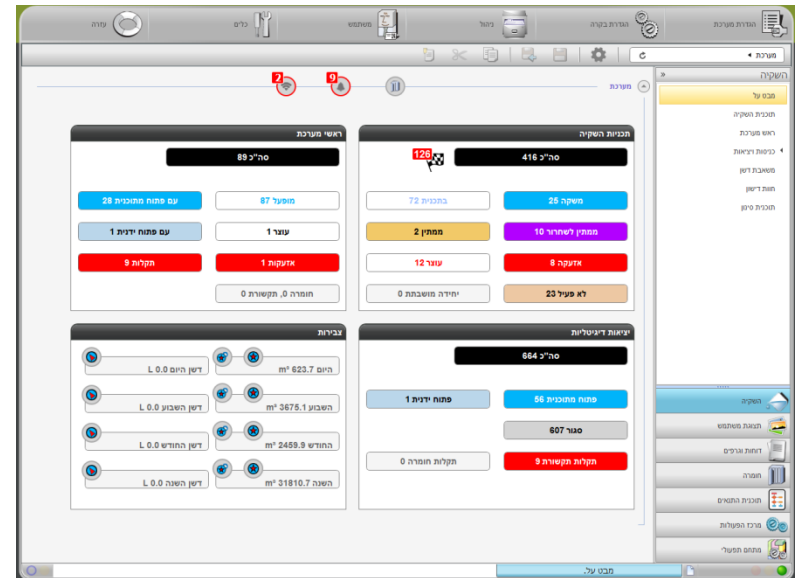 הגדרת מערכת
הגדרת בקרה
ניהול
משתמש
כלים
עזרה
מערכת
השקיה
«
מבט על
תוכנית השקיה
ראש מערכת
כניסות ויציאות
משאבת דשן
חוות דישון
תוכנית סינון
מערכת
9
2
תכניות השקיה
סה"כ 416
126
משקה 25
בתכנית 72
ממתין לשחרור 10
ממתין 2
אזעקה 8
עוצר 12
לא פעיל 23
יחידה מושבתת 0
ראשי מערכת
סה"כ 89
מופעל 87
עם פתוח מתוכנית 28
עוצר 1
עם פתוח ידנית 1
אזעקות 1
תקלות 9
חומרה 0, תקשורת 0
יציאות דיגיטליות
סה"כ 664
פתוח מתוכנית 56
פתוח ידנית 1
סגור 607
תקלות תקשורת 9
תקלות חומרה 0
צבירות
היום 623.7 m³
דשן היום 0.0 L
השבוע 3675.1 m³
דשן השבוע 0.0 L
החודש 2459.9 m³
דשן החודש 0.0 L
השנה 31810.7 m³
דשן השנה 0.0 L
השקיה
תצוגת משתמש
דוחות וגרפים
חומרה
תוכנית התנאים
מרכז הפעולות
מתחם תפעולי
מבט על.